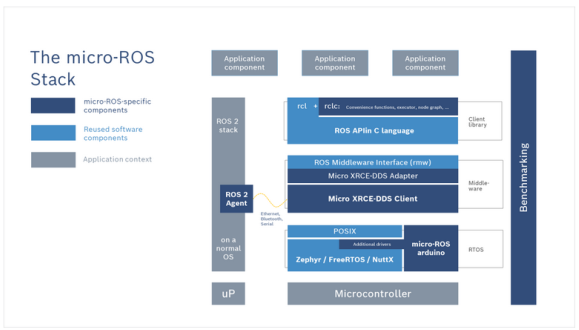 The micro-ROS
Stack
micro-ROS-specific
components
Reused software
components
Application context
Application
component
Application
component
Application
component
ROS 2
stack
rcl + rclc: Convenience functions, executor, node graph, ...
ROS APIin C language
Client
library
ROS Middleware Interface (rmw)
Micro XRCE-DDS Adapter
Micro XRCE-DDS Client
Middle-
ware
ROS 2
Agent
Ethernet,
Bluetooth,
Serial
on a
normal
OS
POSIX
Additional drivers
Zephyr / FreeRTOS / NuttX
micro-ROS
arduino
RTOS
uP
Microcontroller
Benchmarking